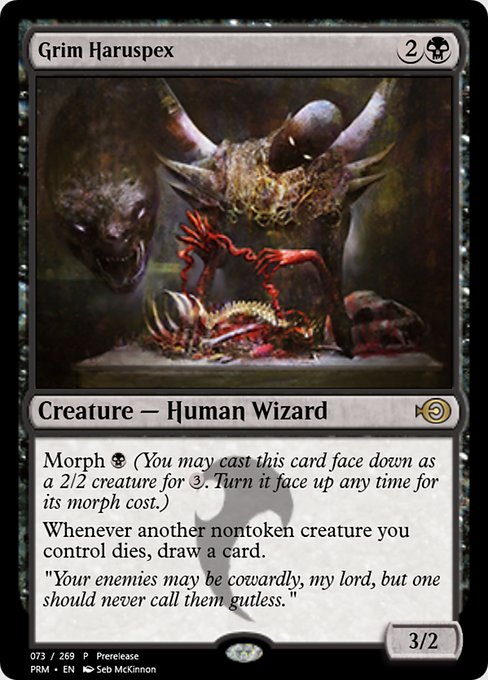 Grim Haruspex 2
Creature — Human Wizard
Morph (You may cast this card face down as
a 2/2 creature for 3. Turn it face up any time for
its morph cost.)
Whenever another nontoken creature you
control dies, draw a card.
"Your enemies may be cowardly, my lord, but one
should never call them gutless."
3/2
073 / 269 P Prerelease
PRM • EN Seb McKinnon